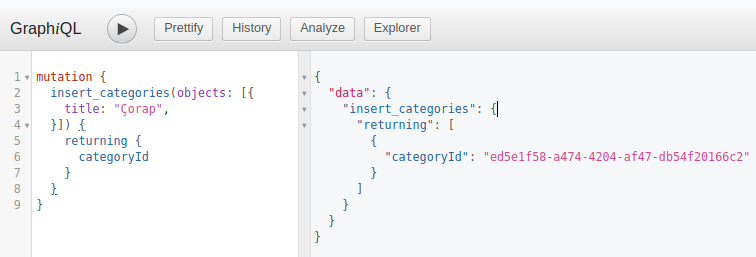 GraphiQL
Prettify
History
Analyze
Explorer
1 mutation {
2   insert_categories(objects: [{
3     title: "Çorap",
4   }]) {
5     returning {
6       categoryId
7     }
8   }
9 }
{
  "data": {
    "insert_categories": {
      "returning": [
        {
          "categoryId": "ed5e1f58-a474-4204-af47-db54f20166c2"
        }
      ]
    }
  }
}